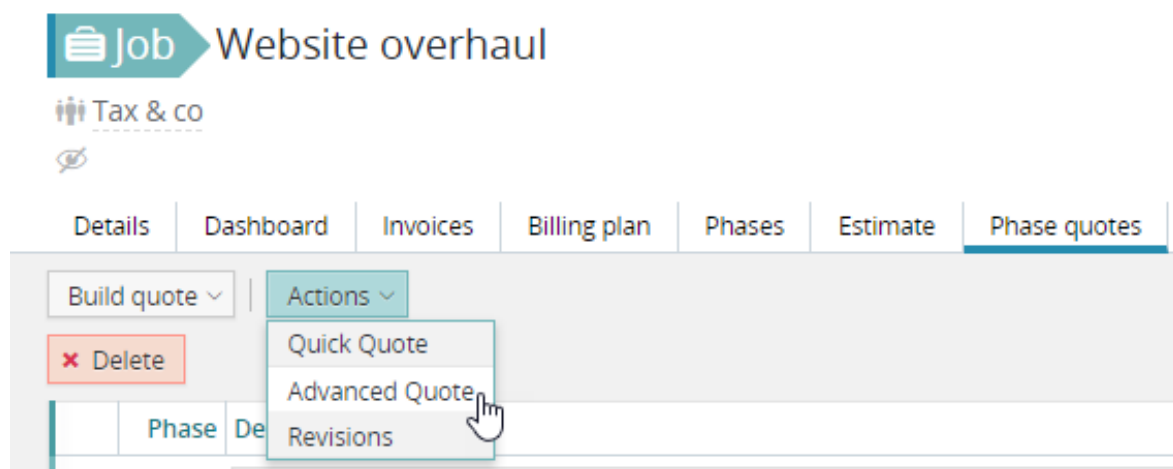 Job Website overhaul
Tax & co
Details Dashboard Invoices Billing plan Phases Estimate Phase quotes
Build quote Actions
Quick Quote
Delete
Advanced Quote
Phase De
Revisions